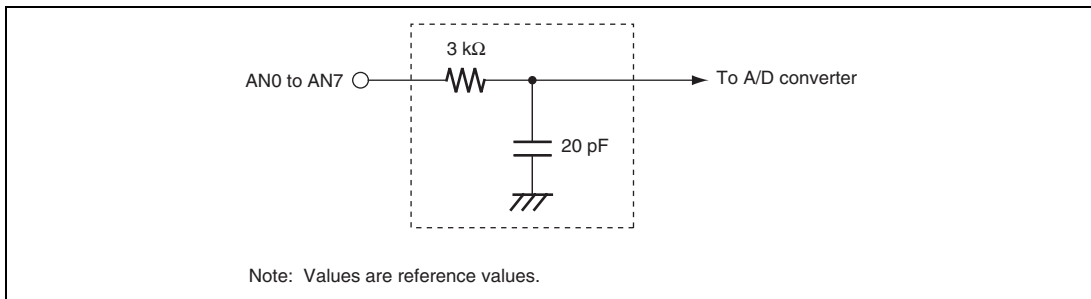 3 kΩ
AN0 to AN7
To A/D converter
20 pF
Note: Values are reference values.